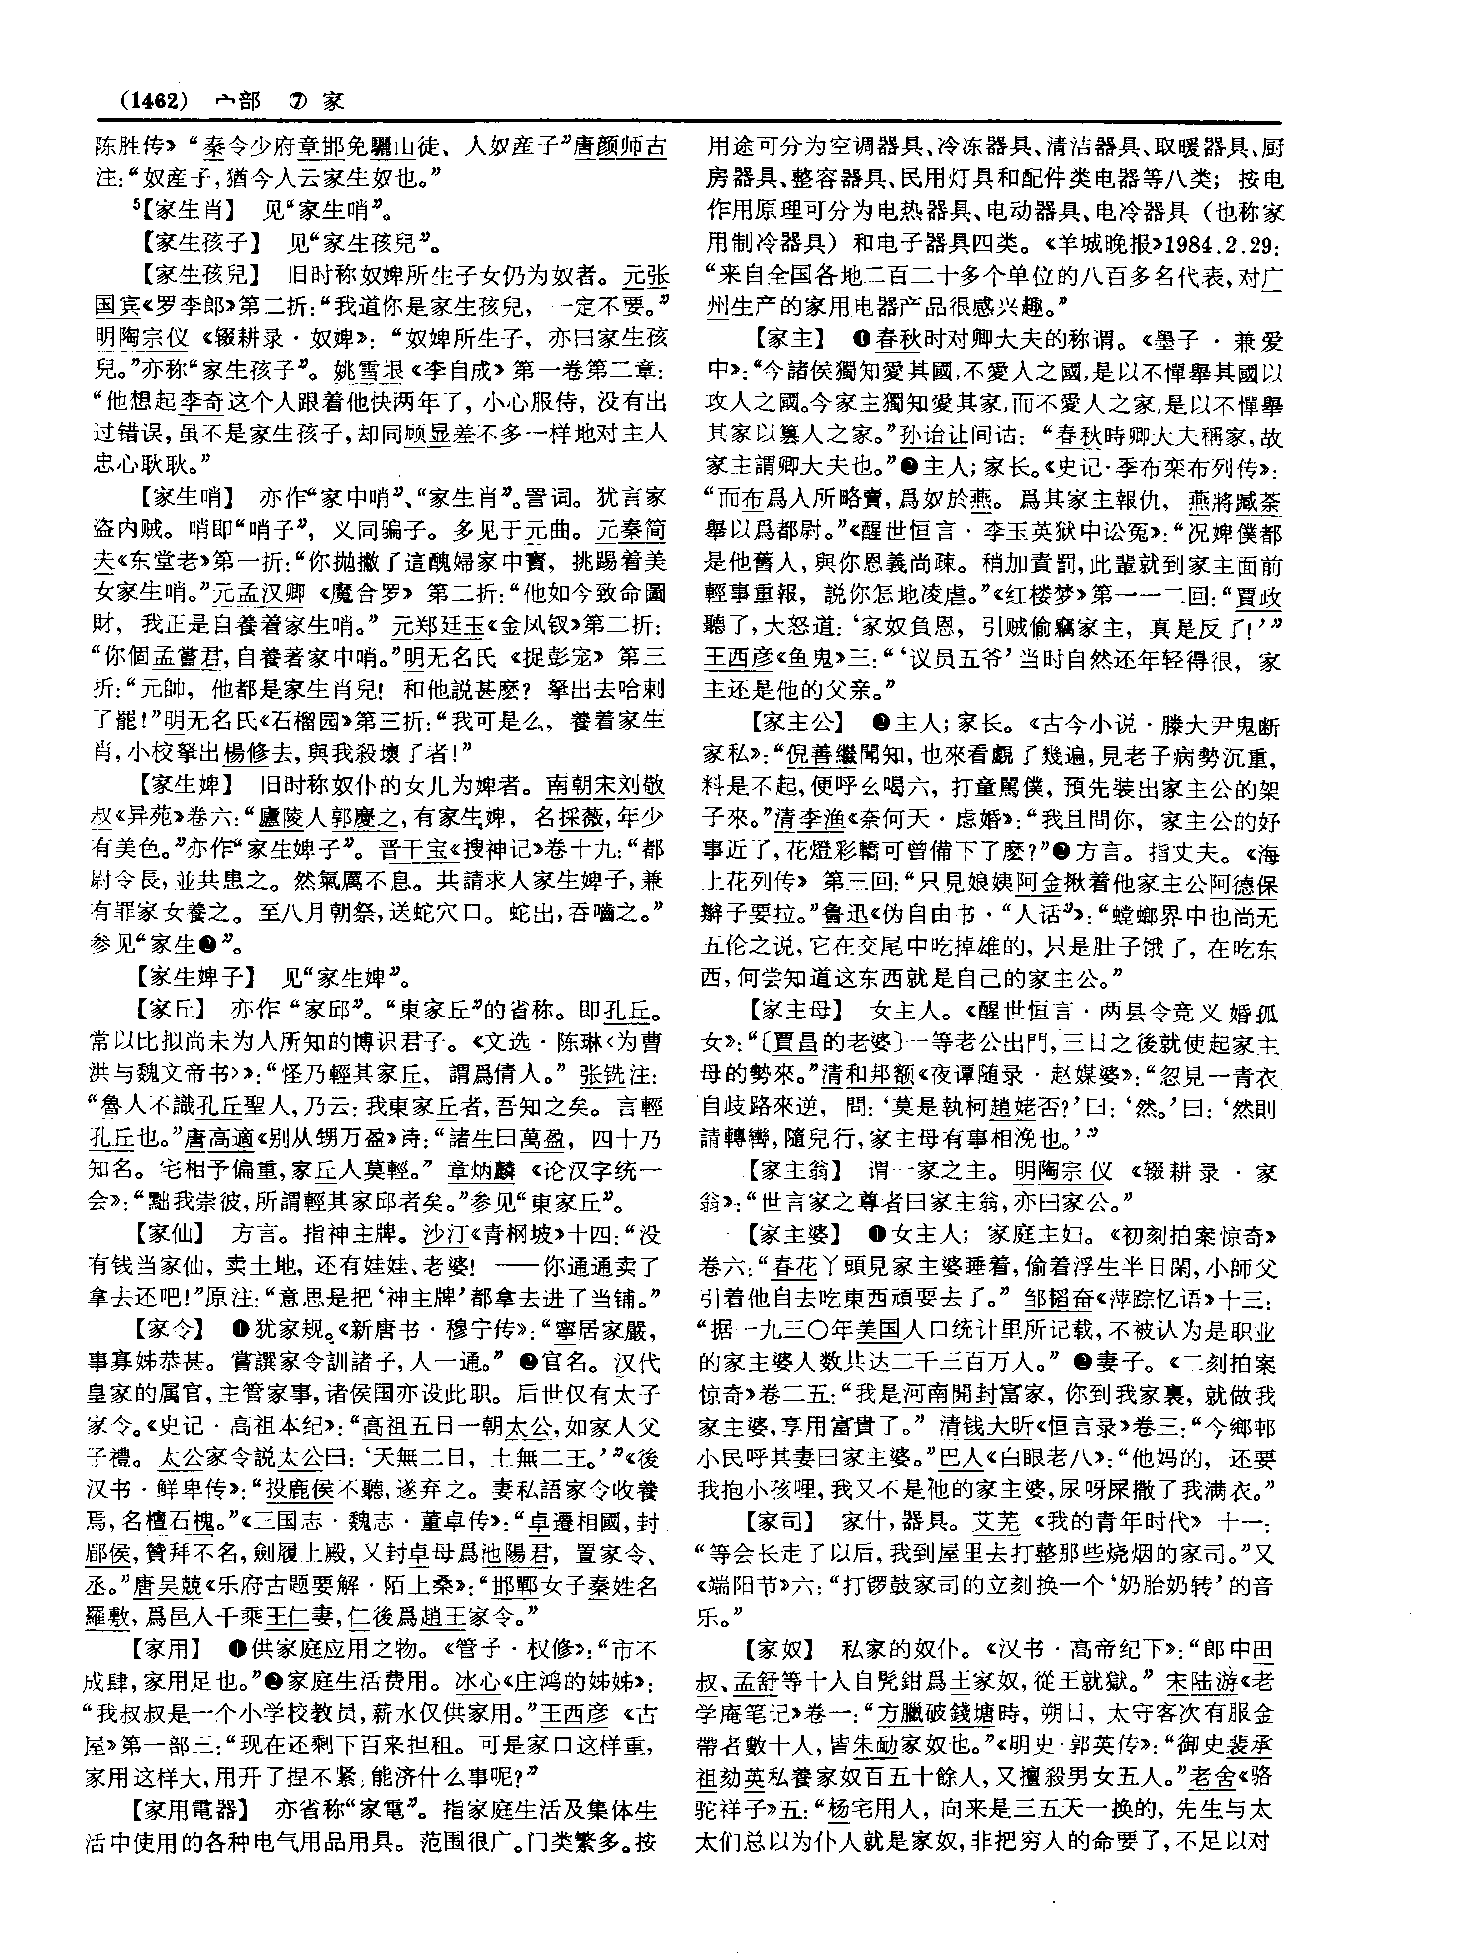 (1462) 宀部 ⑦ 家
陈胜传》“秦令少府章邯免驪山徒、人奴産子”唐颜师古
注:“奴産子,猶今人云家生奴也。”
⁵【家生肖】 见“家生哨”。
【家生孩子】 见“家生孩兒”。
【家生孩兒】 旧时称奴婢所生子女仍为奴者。元张
国宾《罗李郎》第二折:“我道你是家生孩兒, 一定不要。”
明陶宗仪《辍耕录·奴婢》:“奴婢所生子, 亦曰家生孩
兒。”亦称“家生孩子”。姚雪垠《李自成》第一卷第二章:
“他想起李奇这个人跟着他快两年了, 小心服侍, 没有出
过错误,虽不是家生孩子,却同顾显差不多一样地对主人
忠心耿耿。”
【家生哨】 亦作“家中哨”、“家生肖”。詈词。犹言家
盗内贼。哨即“哨子”, 义同骗子。多见于元曲。元秦简
夫《东堂老》第一折:“你抛撇了這醜婦家中寳, 挑踢着美
女家生哨。”元孟汉卿《魔合罗》第二折:“他如今致命圖
財, 我正是自養着家生哨。”元郑廷玉《金凤钗》第二折:
“你個孟嘗君,自養著家中哨。”明无名氏《捉彭宠》第三
折:“元帥, 他都是家生肖兒! 和他説甚麽? 拏出去哈剌
了罷!”明无名氏《石榴园》第三折:“我可是么, 養着家生
肖,小校拏出楊修去,與我殺壞了者!”
【家生婢】 旧时称奴仆的女儿为婢者。南朝宋刘敬
叔《异苑》卷六:“廬陵人郭慶之,有家生婢, 名採薇,年少
有美色。”亦作“家生婢子”。晋干宝《搜神记》卷十九:“都
尉令長,並共患之。然氣厲不息。共請求人家生婢子,兼
有罪家女養之。至八月朝祭,送蛇穴口。蛇出,吞嚙之。”
参见“家生❷”。
【家生婢子】 见“家生婢”。
【家丘】 亦作“家邱”。“東家丘”的省称。即孔丘。
常以比拟尚未为人所知的博识君子。《文选·陈琳〈为曹
洪与魏文帝书〉》:“怪乃輕其家丘, 謂爲倩人。”张铣注:
“魯人不識孔丘聖人,乃云:我東家丘者,吾知之矣。言輕
孔丘也。”唐高適《别从甥万盈》诗:“諸生曰萬盈, 四十乃
知名。宅相予偏重,家丘人莫輕。”章炳麟《论汉字统一
会》:“黜我崇彼,所謂輕其家邱者矣。”参见“東家丘”。
【家仙】 方言。指神主牌。沙汀《青㭎坡》十四:“没
有钱当家仙, 卖土地, 还有娃娃、老婆! ——你通通卖了
拿去还吧!”原注:“意思是把‘神主牌’都拿去进了当铺。”
【家令】 ❶犹家规。《新唐书·穆宁传》:“寧居家嚴,
事寡姊恭甚。嘗譔家令訓諸子,人一通。”❷官名。汉代
皇家的属官,主管家事,诸侯国亦设此职。后世仅有太子
家令。《史记·高祖本纪》:“高祖五日一朝太公,如家人父
子禮。太公家令説太公曰:‘天無二日, 土無二王。’”《後
汉书·鲜卑传》:“投鹿侯不聽,遂弃之。妻私語家令收養
焉,名檀石槐。”《三国志·魏志·董卓传》:“卓遷相國,封
郿侯,贊拜不名,劍履上殿,又封卓母爲池陽君, 置家令、
丞。”唐吴兢《乐府古题要解·陌上桑》:“邯鄲女子秦姓名
羅敷,爲邑人千乘王仁妻,仁後爲趙王家令。”
【家用】 ❶供家庭应用之物。《管子·权修》:“市不
成肆,家用足也。”❷家庭生活费用。冰心《庄鸿的姊姊》:
“我叔叔是一个小学校教员,薪水仅供家用。”王西彦《古
屋》第一部三:“现在还剩下百来担租。可是家口这样重,
家用这样大,用开了捏不紧,能济什么事呢?”
【家用電器】 亦省称“家電”。指家庭生活及集体生
活中使用的各种电气用品用具。范围很广。门类繁多。按
用途可分为空调器具、冷冻器具、清洁器具、取暖器具、厨
房器具、整容器具、民用灯具和配件类电器等八类; 按电
作用原理可分为电热器具、电动器具、电冷器具(也称家
用制冷器具)和电子器具四类。《羊城晚报》1984.2.29:
“来自全国各地二百二十多个单位的八百多名代表,对广
州生产的家用电器产品很感兴趣。”
【家主】 ❶春秋时对卿大夫的称谓。《墨子·兼爱
中》:“今諸侯獨知愛其國,不愛人之國,是以不憚舉其國以
攻人之國。今家主獨知愛其家,而不愛人之家,是以不憚舉
其家以篡人之家。”孙诒让间诂:“春秋時卿大夫稱家,故
家主謂卿大夫也。”❷主人;家长。《史记·季布栾布列传》:
“而布爲人所略賣,爲奴於燕。爲其家主報仇, 燕將臧荼
舉以爲都尉。”《醒世恒言·李玉英狱中讼冤》:“况婢僕都
是他舊人,與你恩義尚疎。稍加責罰,此輩就到家主面前
輕事重報, 説你怎地凌虐。”《红楼梦》第一一二回:“賈政
聽了,大怒道:‘家奴負恩, 引贼偷竊家主, 真是反了!’”
王西彦《鱼鬼》三:“‘议员五爷’当时自然还年轻得很, 家
主还是他的父亲。”
【家主公】 ❷主人;家长。《古今小说·滕大尹鬼断
家私》:“倪善繼聞知,也來看覷了幾遍,見老子病勢沉重,
料是不起,便呼幺喝六, 打童駡僕, 預先裝出家主公的架
子來。”清李渔《奈何天·虑婚》:“我且問你, 家主公的好
事近了,花燈彩轎可曾備下了麽?”❷方言。指丈夫。《海
上花列传》第三回:“只見娘姨阿金揪着他家主公阿德保
辮子要拉。”鲁迅《伪自由书·“人话”》:“螳螂界中也尚无
五伦之说,它在交尾中吃掉雄的, 只是肚子饿了, 在吃东
西,何尝知道这东西就是自己的家主公。”
【家主母】 女主人。《醒世恒言·两县令竞义婚孤
女》:“〔賈昌的老婆〕一等老公出門,三日之後就使起家主
母的勢來。”清和邦额《夜谭随录·赵媒婆》:“忽見一青衣
自歧路來逆, 問:‘莫是執柯趙姥否?’曰:‘然。’曰:‘然則
請轉轡,隨兒行,家主母有事相浼也。’”
【家主翁】 谓一家之主。明陶宗仪《辍耕录·家
翁》:“世言家之尊者曰家主翁,亦曰家公。”
【家主婆】 ❶女主人; 家庭主妇。《初刻拍案惊奇》
卷六:“春花丫頭見家主婆睡着,偷着浮生半日閑,小師父
引着他自去吃東西頑耍去了。”邹韬奋《萍踪忆语》十三:
“据一九三〇年美国人口统计里所记载,不被认为是职业
的家主婆人数共达二千三百万人。”❷妻子。《二刻拍案
惊奇》卷二五:“我是河南開封富家, 你到我家裏, 就做我
家主婆,享用富貴了。”清钱大昕《恒言录》卷三:“今鄉邨
小民呼其妻曰家主婆。”巴人《白眼老八》:“他妈的, 还要
我抱小孩哩,我又不是他的家主婆,尿呀屎撒了我满衣。”
【家司】 家什,器具。艾芜《我的青年时代》十一:
“等会长走了以后,我到屋里去打整那些烧烟的家司。”又
《端阳节》六:“打锣鼓家司的立刻换一个‘奶胎奶转’的音
乐。”
【家奴】 私家的奴仆。《汉书·高帝纪下》:“郎中田
叔、孟舒等十人自髡鉗爲王家奴,從王就獄。”宋陆游《老
学庵笔记》卷一:“方臘破錢塘時, 朔日, 太守客次有服金
帶者數十人,皆朱勔家奴也。”《明史·郭英传》:“御史裴承
祖劾英私養家奴百五十餘人,又擅殺男女五人。”老舍《骆
驼祥子》五:“杨宅用人, 向来是三五天一换的, 先生与太
太们总以为仆人就是家奴,非把穷人的命要了,不足以对